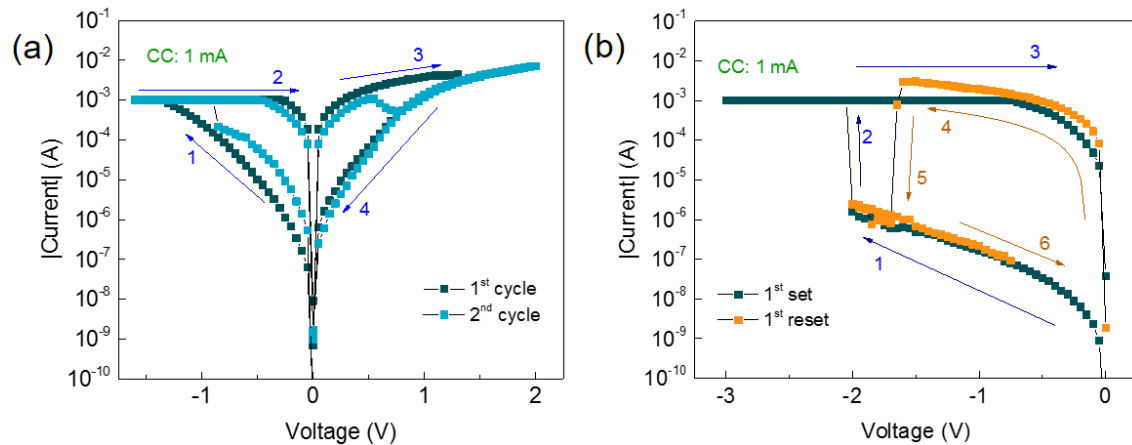 (a)
CC: 1 mA
1
2
3
4
1st cycle
2nd cycle
|Current| (A)
10-1
10-2
10-3
10-4
10-5
10-6
10-7
10-8
10-9
10-10
-1 0 1 2
Voltage (V)
(b)
CC: 1 mA
1
2
3
4
5
6
1st set
1st reset
|Current| (A)
10-1
10-2
10-3
10-4
10-5
10-6
10-7
10-8
10-9
10-10
-3 -2 -1 0
Voltage (V)